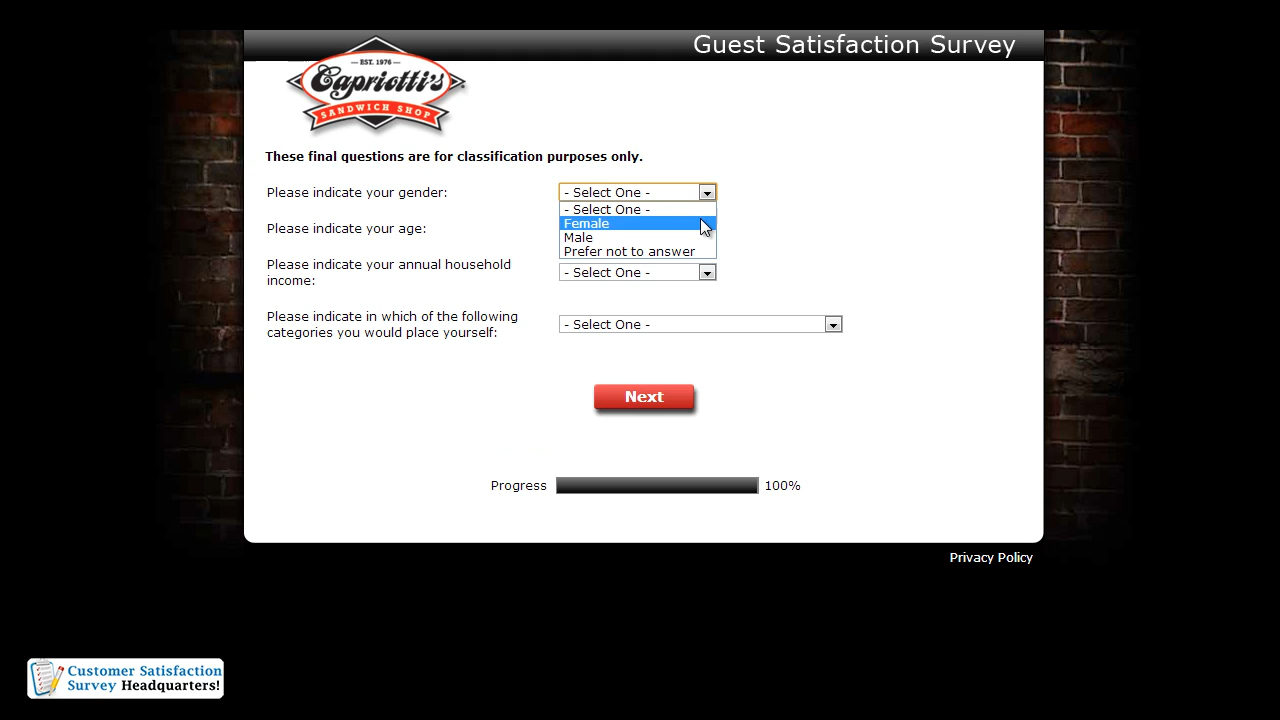 Guest Satisfaction Survey
EST. 1976
Capriotti's
SANDWICH SHOP
These final questions are for classification purposes only.
Please indicate your gender:
- Select One -
- Select One -
Female
Male
Prefer not to answer
Please indicate your age:
Please indicate your annual household
income:
- Select One -
Please indicate in which of the following
categories you would place yourself:
- Select One -
Next
Progress 100%
Privacy Policy
Customer Satisfaction
Survey Headquarters!